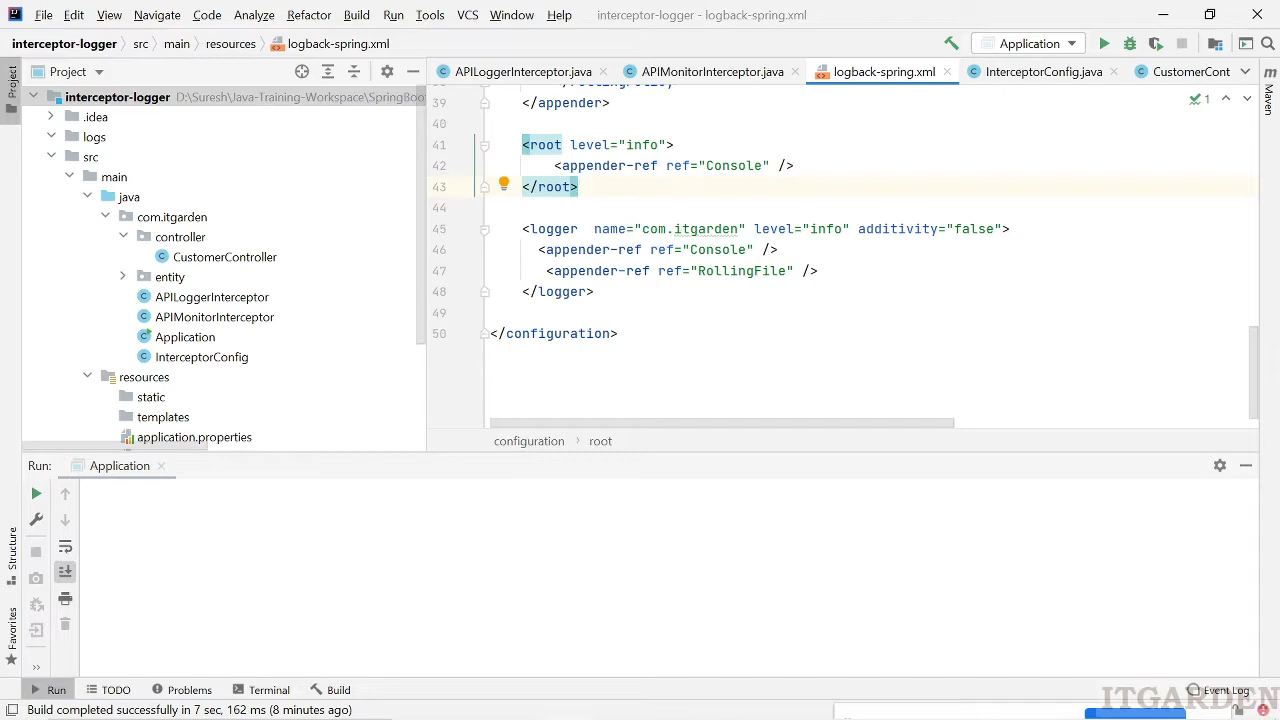 File Edit View Navigate Code Analyze Refactor Build Run Tools VCS Window Help interceptor-logger - logback-spring.xml
interceptor-logger src main resources logback-spring.xml Application
Project APILoggerInterceptor.java APIMonitorInterceptor.java logback-spring.xml InterceptorConfig.java CustomerCont
interceptor-logger D:\Suresh\Java-Training-Workspace\SpringBoo
.idea
logs
src
main
java
com.itgarden
controller
CustomerController
entity
APILoggerInterceptor
APIMonitorInterceptor
Application
InterceptorConfig
resources
static
templates
application.properties
39 </appender>
40
41 <root level="info">
42 <appender-ref ref="Console" />
43 </root>
44
45 <logger  name="com.itgarden" level="info" additivity="false">
46 <appender-ref ref="Console" />
47 <appender-ref ref="RollingFile" />
48 </logger>
49
50 </configuration>
1
configuration root
Run: Application
Project
Structure
Favorites
Maven
Run TODO Problems Terminal Build Event Log
Build completed successfully in 7 sec, 162 ms (8 minutes ago)
ITGARDEN